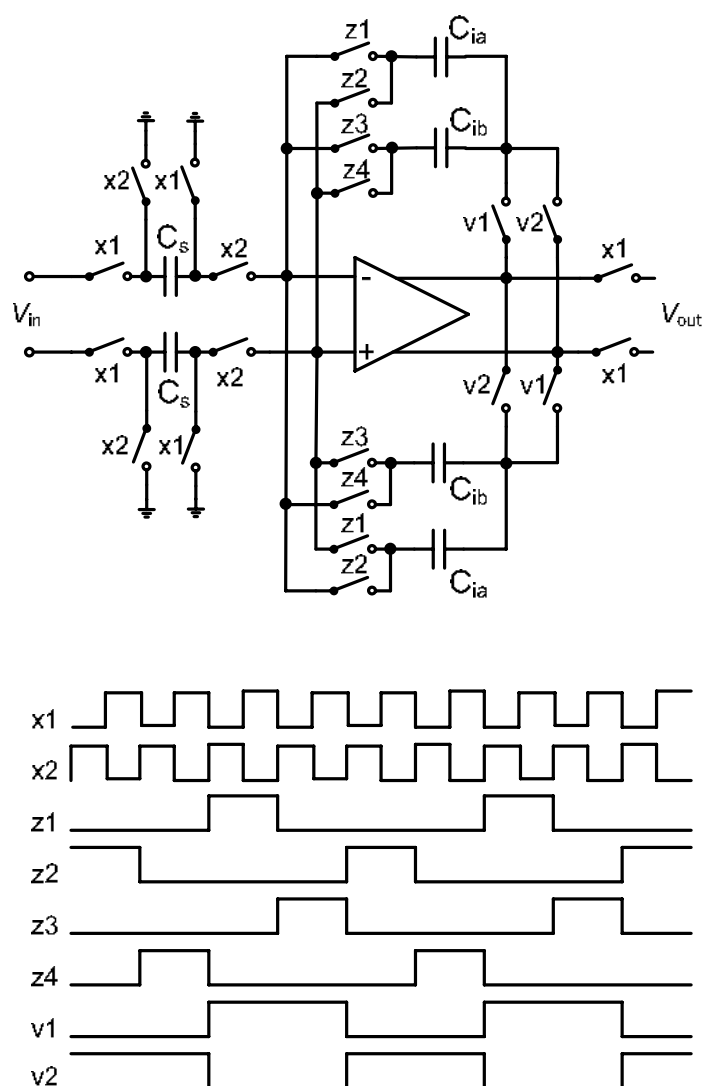 z1
C_ia
z2
z3
C_ib
z4
x2 x1
v1 v2
x1 C_s x2
x1
V_in
- 
+
V_out
x1 C_s x2
x1
v2 v1
x2 x1
z3
z4
C_ib
z1
z2
C_ia
x1
x2
z1
z2
z3
z4
v1
v2